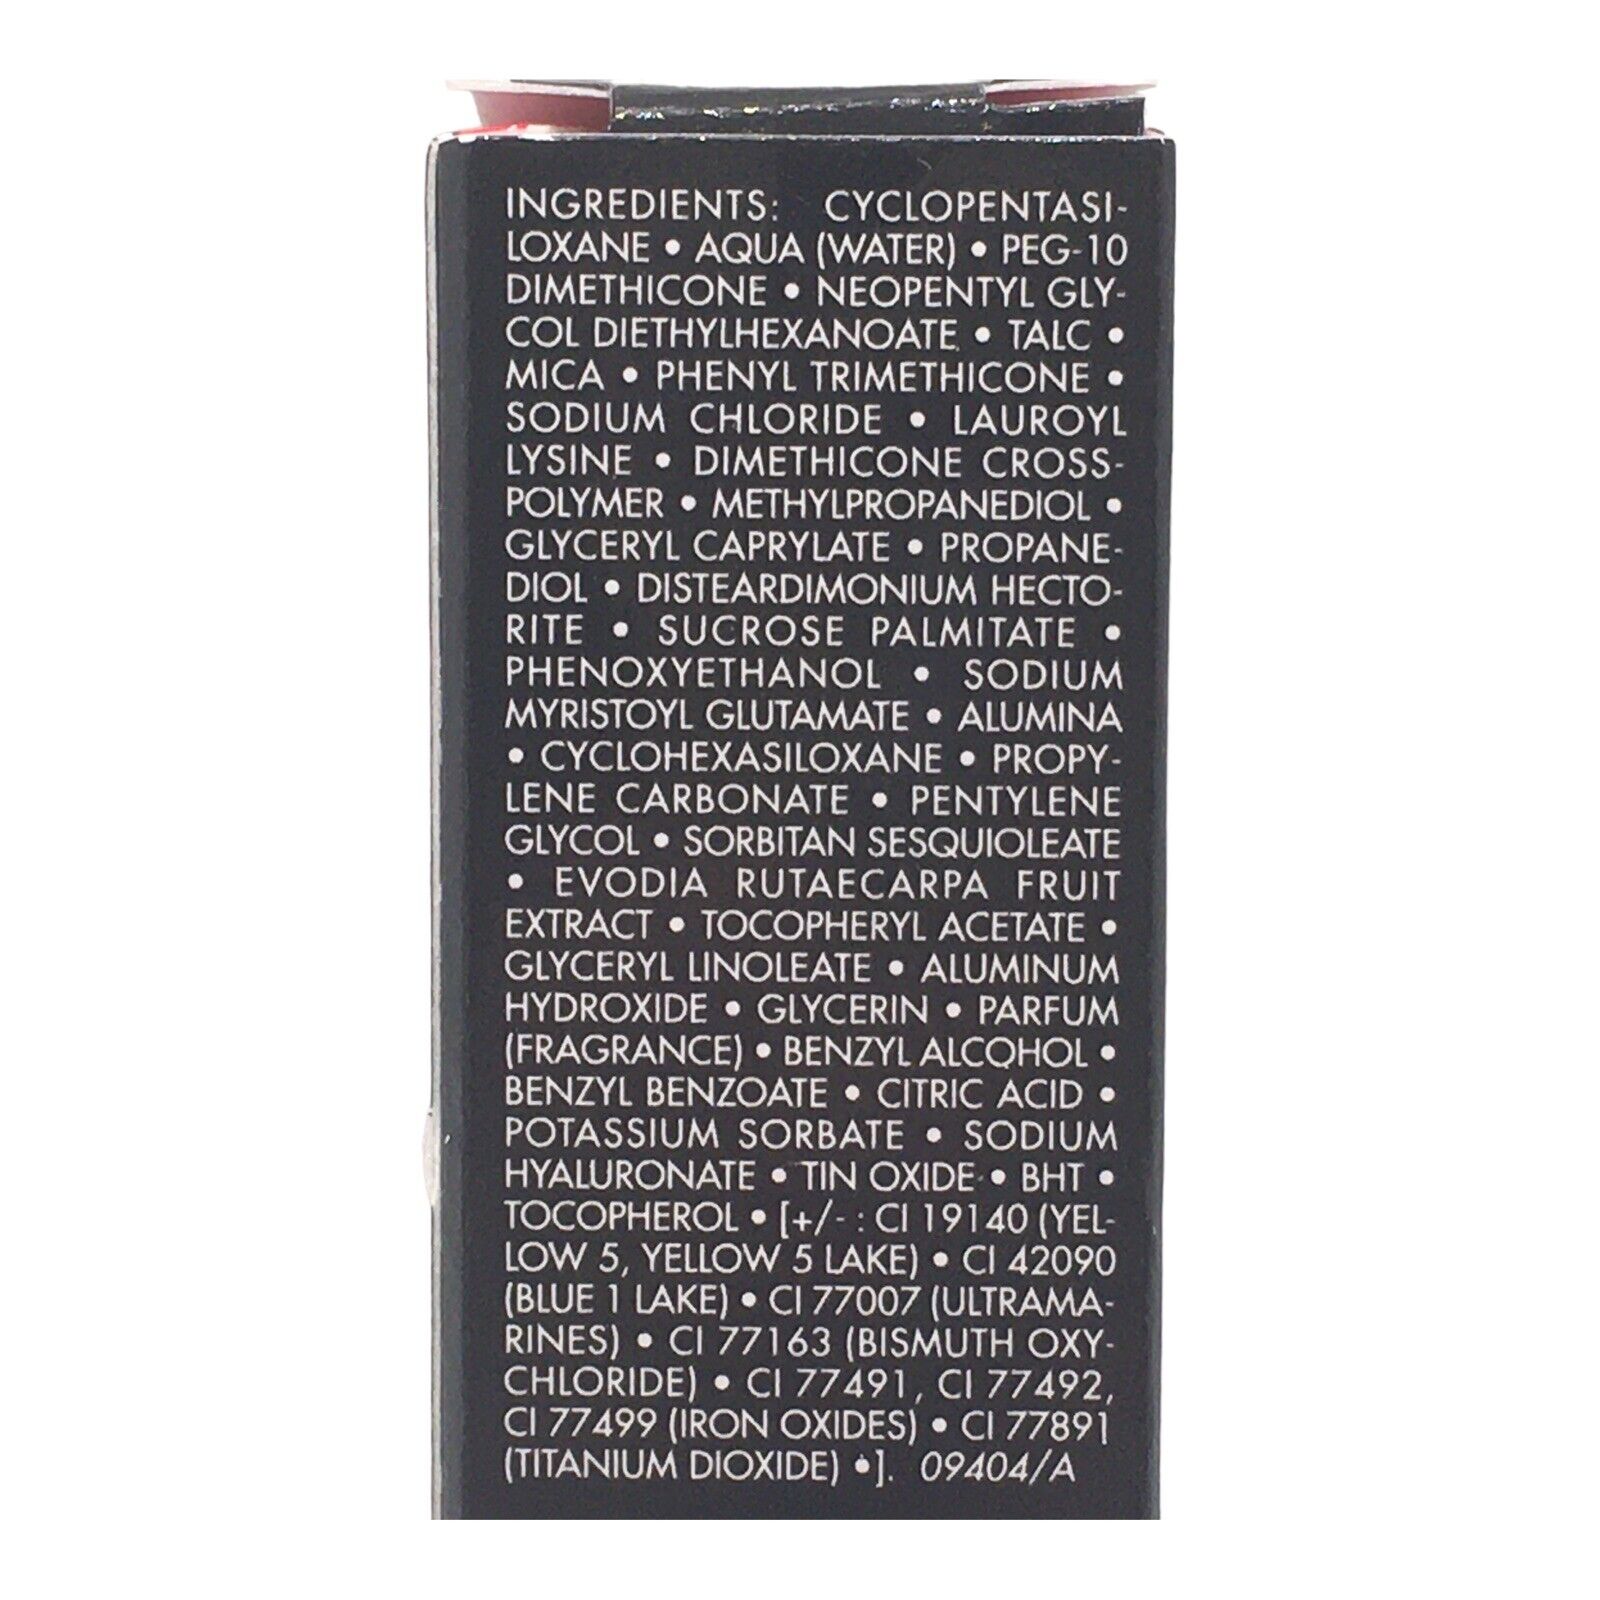 INGREDIENTS: CYCLOPENTASI-
LOXANE • AQUA (WATER) • PEG-10
DIMETHICONE • NEOPENTYL GLY-
COL DIETHYLHEXANOATE • TALC •
MICA • PHENYL TRIMETHICONE •
SODIUM CHLORIDE • LAUROYL
LYSINE • DIMETHICONE CROSS-
POLYMER • METHYLPROPANEDIOL •
GLYCERYL CAPRYLATE • PROPANE-
DIOL • DISTEARDIMONIUM HECTO-
RITE • SUCROSE PALMITATE •
PHENOXYETHANOL • SODIUM
MYRISTOYL GLUTAMATE • ALUMINA
• CYCLOHEXASILOXANE • PROPY-
LENE CARBONATE • PENTYLENE
GLYCOL • SORBITAN SESQUIOLEATE
• EVODIA RUTAECARPA FRUIT
EXTRACT • TOCOPHERYL ACETATE •
GLYCERYL LINOLEATE • ALUMINUM
HYDROXIDE • GLYCERIN • PARFUM
(FRAGRANCE) • BENZYL ALCOHOL •
BENZYL BENZOATE • CITRIC ACID •
POTASSIUM SORBATE • SODIUM
HYALURONATE • TIN OXIDE • BHT •
TOCOPHEROL • [+/- : CI 19140 (YEL-
LOW 5, YELLOW 5 LAKE) • CI 42090
(BLUE 1 LAKE) • CI 77007 (ULTRAMA-
RINES) • CI 77163 (BISMUTH OXY-
CHLORIDE) • CI 77491, CI 77492,
CI 77499 (IRON OXIDES) • CI 77891
(TITANIUM DIOXIDE) •]. 09404/A